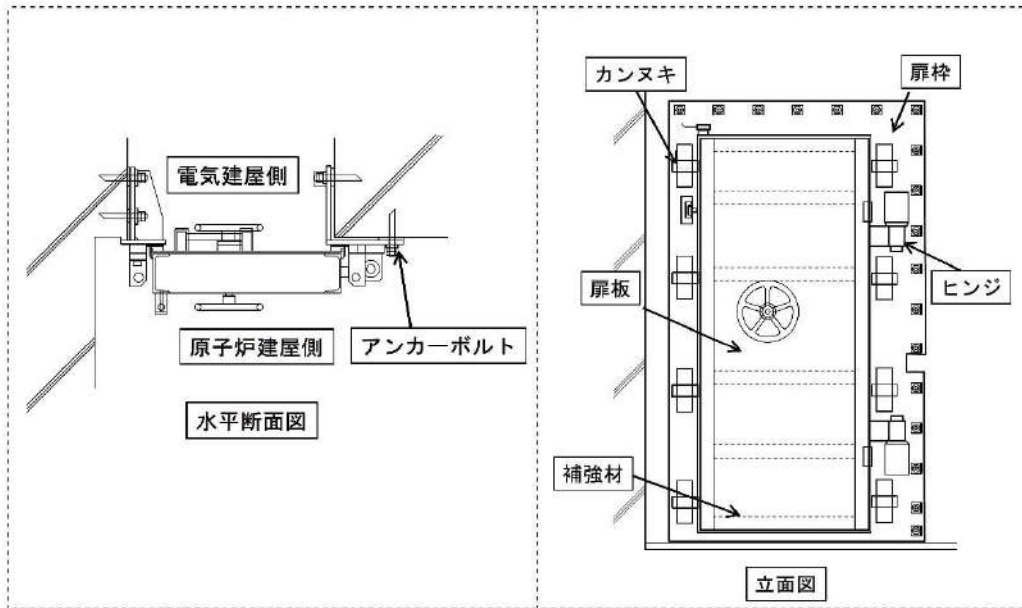 電気建屋側
原子炉建屋側
アンカーボルト
水平断面図
カンヌキ
扉枠
扉板
ヒンジ
補強材
立面図